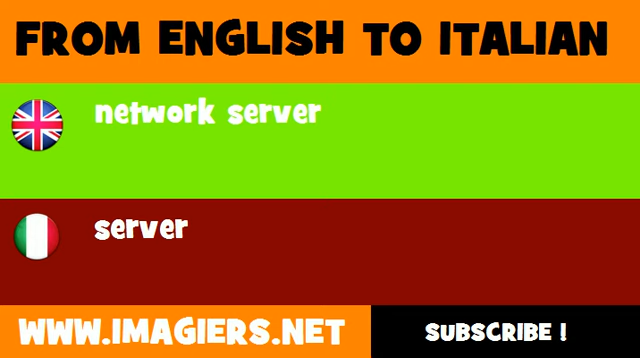 FROM ENGLISH TO ITALIAN
network server
server
WWW.IMAGIERS.NET
SUBSCRIBE !